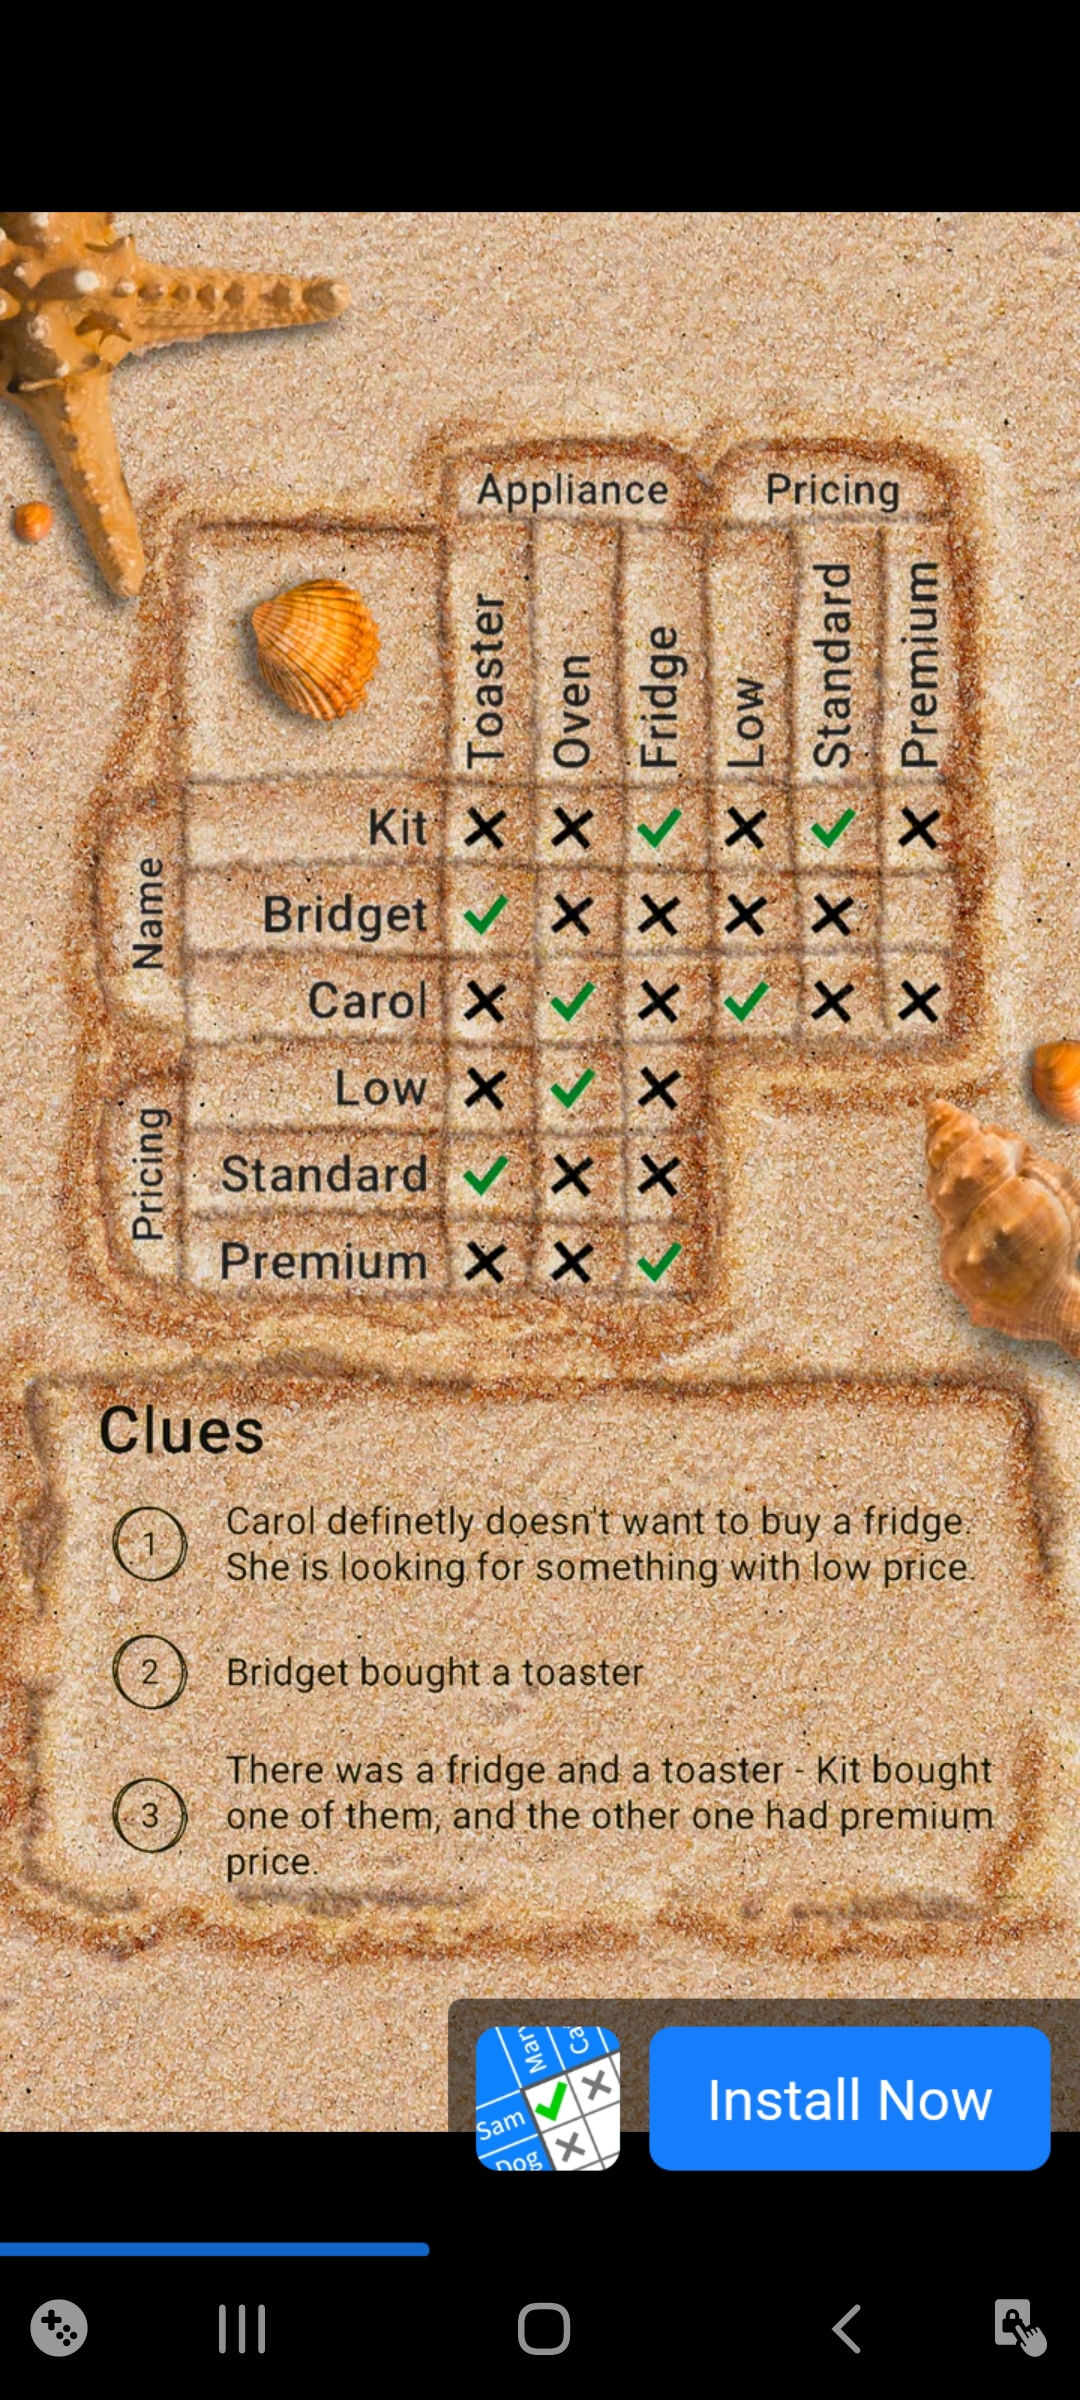 Appliance Pricing
Toaster Oven Fridge Low Standard Premium
Name
Kit
Bridget
Carol
Pricing
Low
Standard
Premium
Clues
1 Carol definetly doesn't want to buy a fridge.
She is looking for something with low price.
2 Bridget bought a toaster
3 There was a fridge and a toaster - Kit bought
one of them, and the other one had premium
price.
Mary
Sam
Dog
Install Now